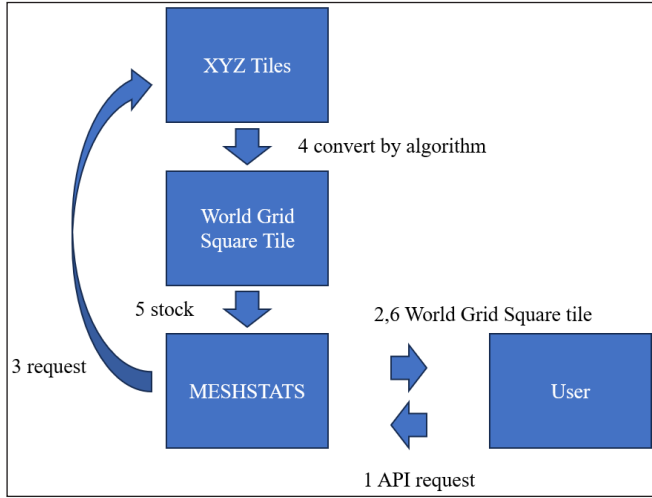 XYZ Tiles
4 convert by algorithm
World Grid
Square Tile
5 stock
2,6 World Grid Square tile
3 request
MESHSTATS
User
1 API request